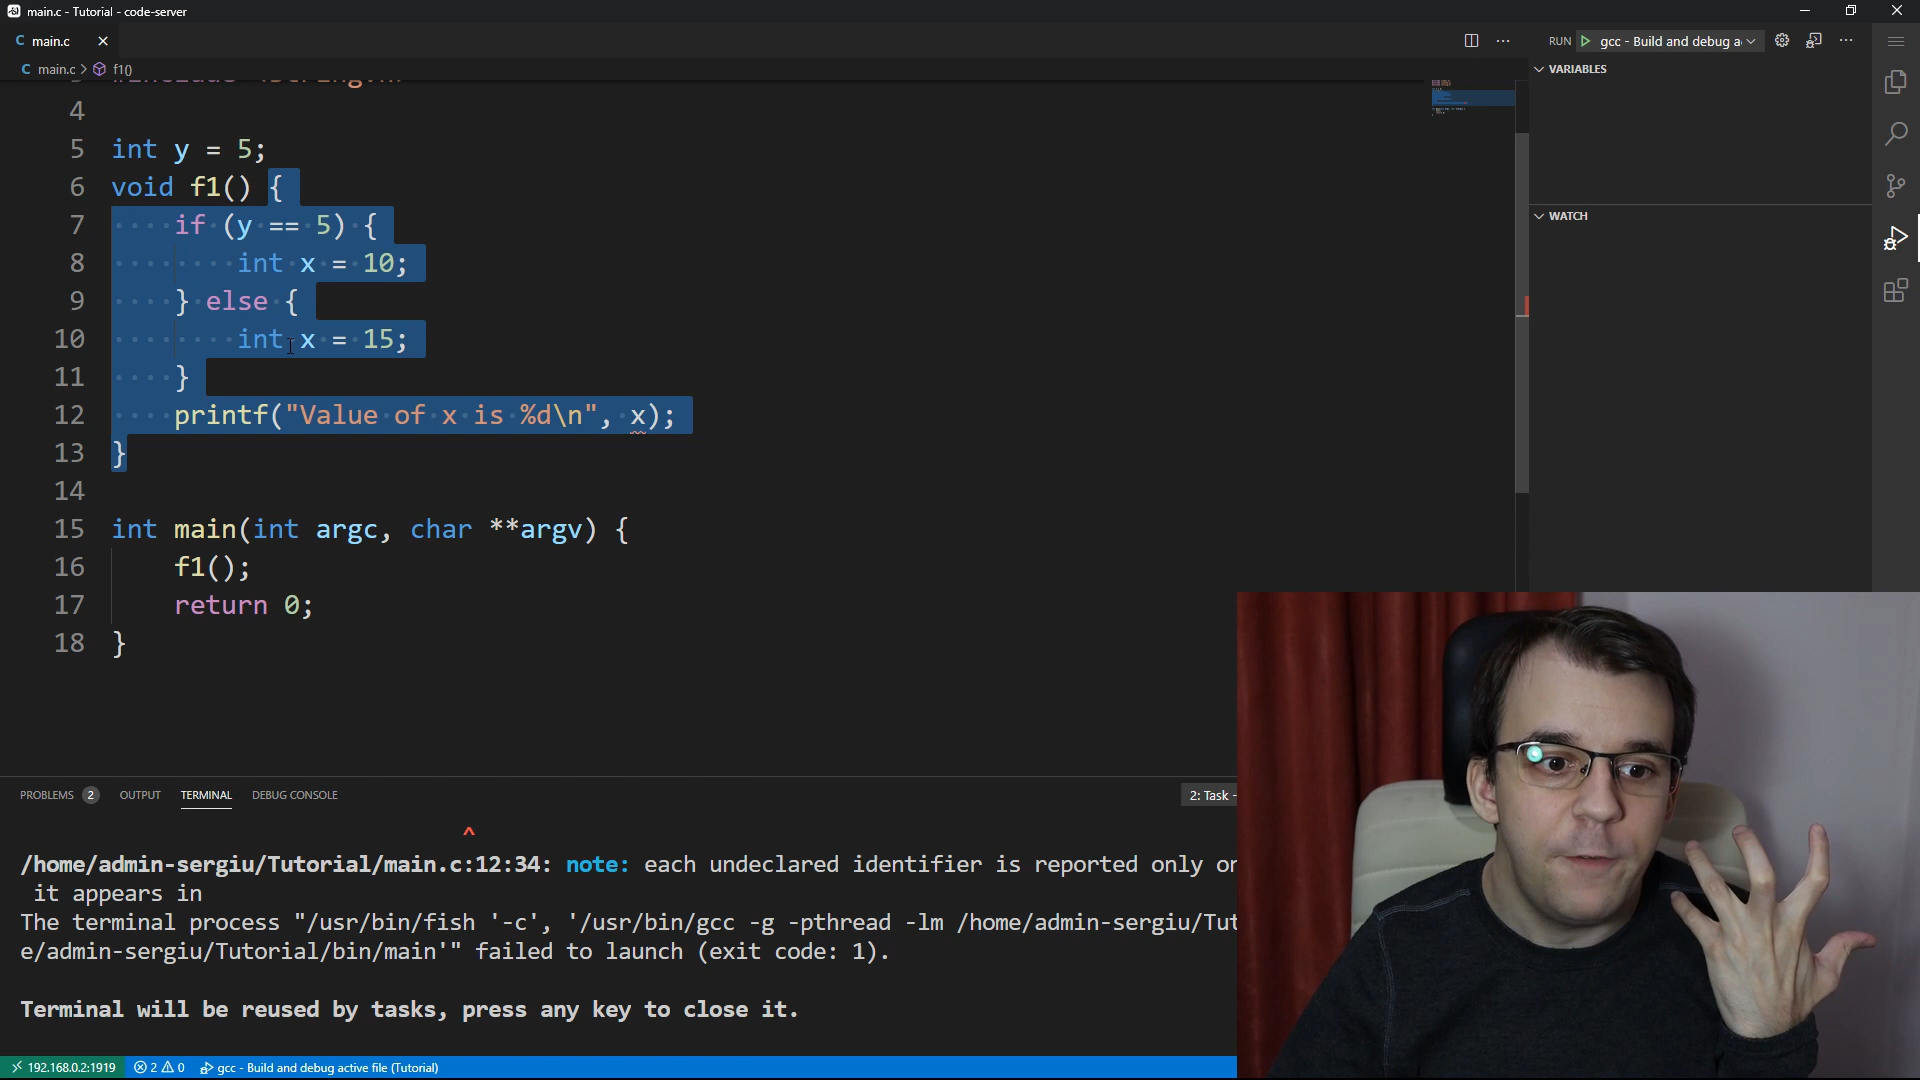 main.c - Tutorial - code-server
C main.c
RUN gcc - Build and debug a
C main.c > f1()
VARIABLES
4
5 int y = 5;
6 void f1() {
7 if (y == 5) {
8 int x = 10;
9 } else {
10 int x = 15;
11 }
12 printf("Value of x is %d\n", x);
13 }
14
15 int main(int argc, char **argv) {
16 f1();
17 return 0;
18 }
WATCH
PROBLEMS 2 OUTPUT TERMINAL DEBUG CONSOLE 2: Task -
^
/home/admin-sergiu/Tutorial/main.c:12:34: note: each undeclared identifier is reported only
it appears in
The terminal process "/usr/bin/fish '-c', '/usr/bin/gcc -g -pthread -lm /home/admin-sergiu/Tut
e/admin-sergiu/Tutorial/bin/main'" failed to launch (exit code: 1).
Terminal will be reused by tasks, press any key to close it.
192.168.0.2:1919 2 0 gcc - Build and debug active file (Tutorial)